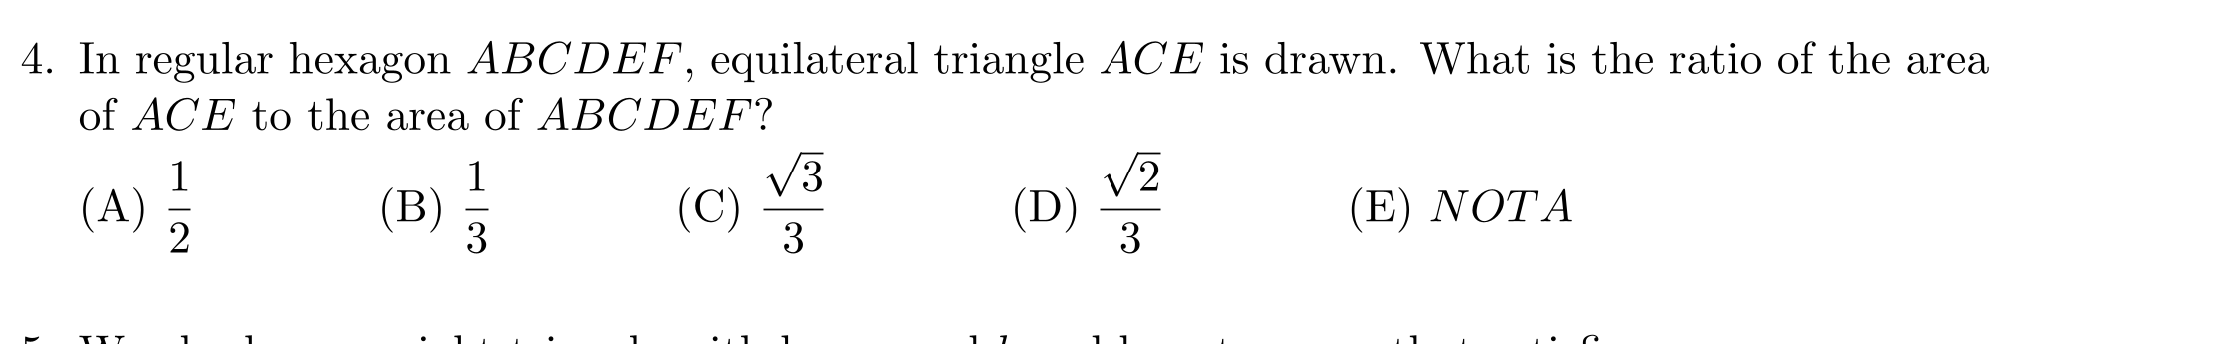 4. In regular hexagon ABCDEF, equilateral triangle ACE is drawn. What is the ratio of the area
of ACE to the area of ABCDEF?
(A) 1/2 (B) 1/3 (C) √3/3 (D) √2/3 (E) NOTA